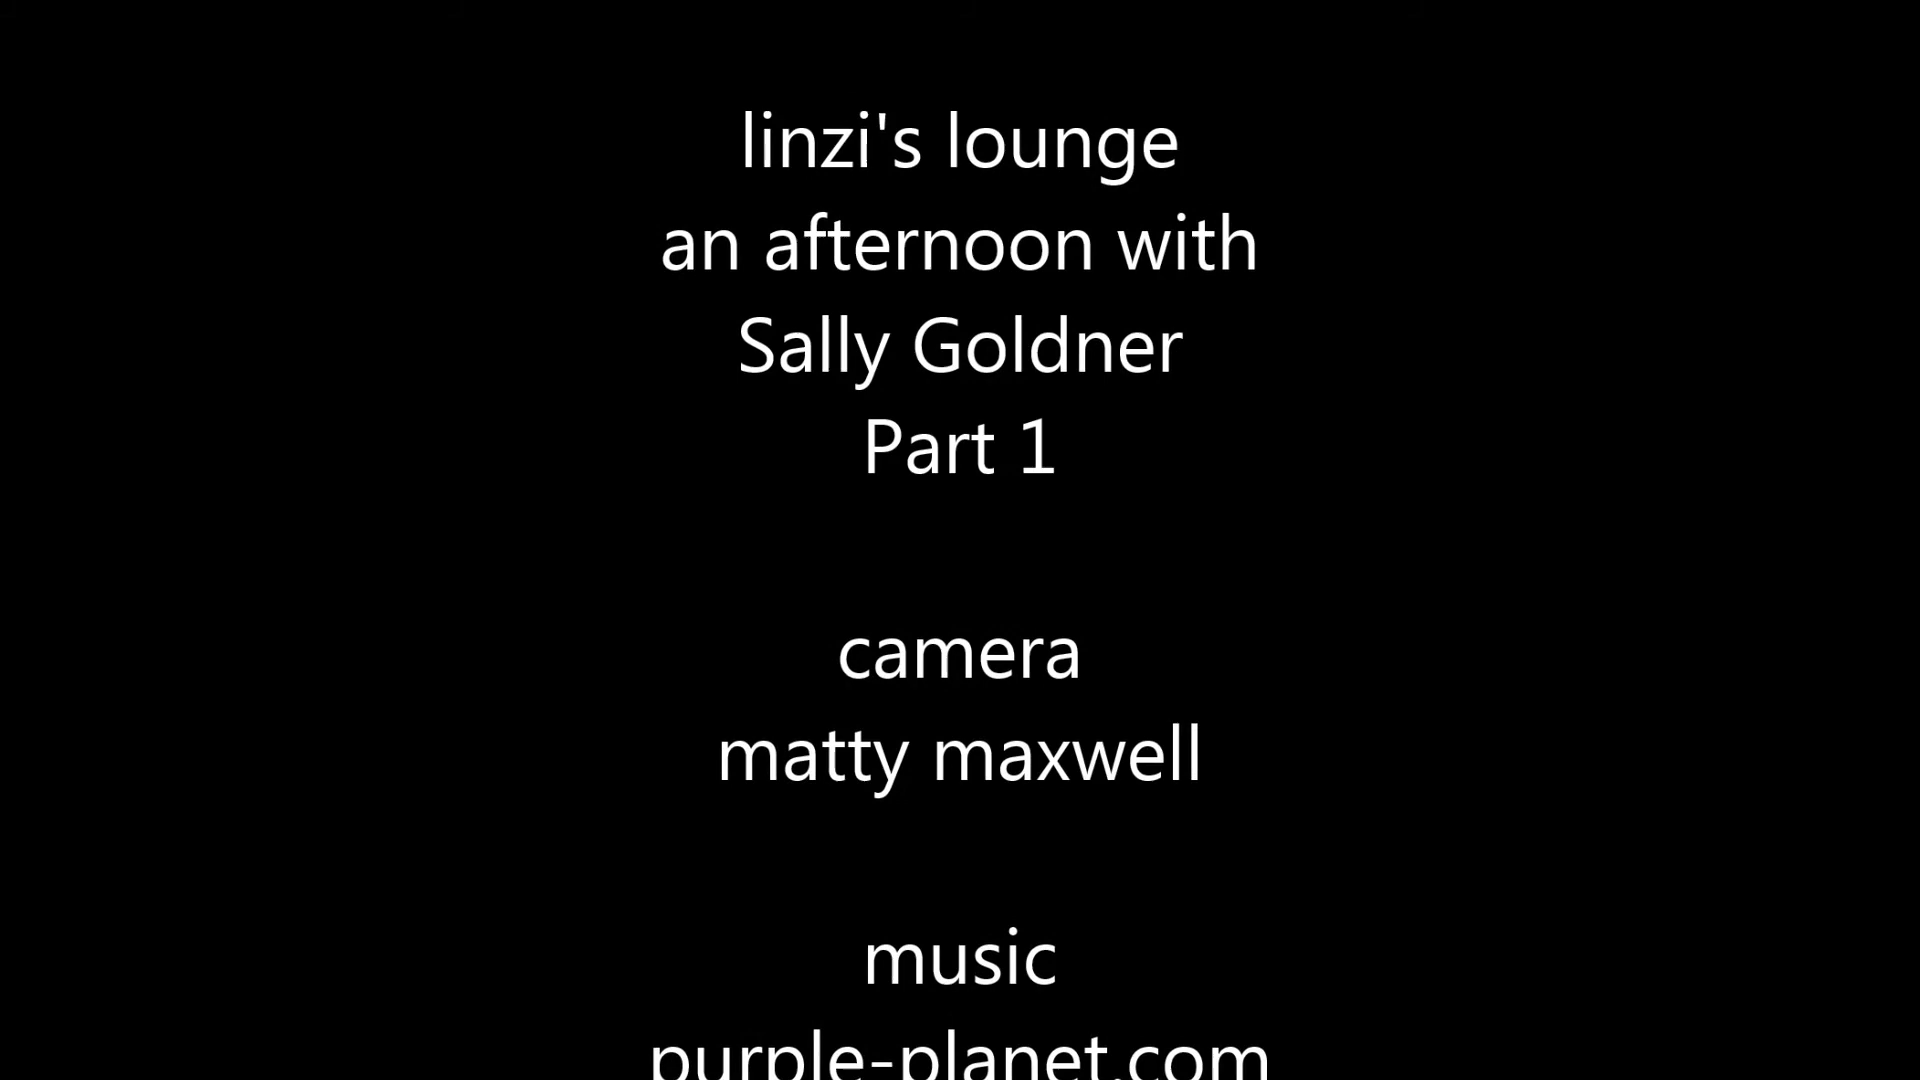 linzi's lounge
an afternoon with
Sally Goldner
Part 1
camera
matty maxwell
music
purple-planet.com